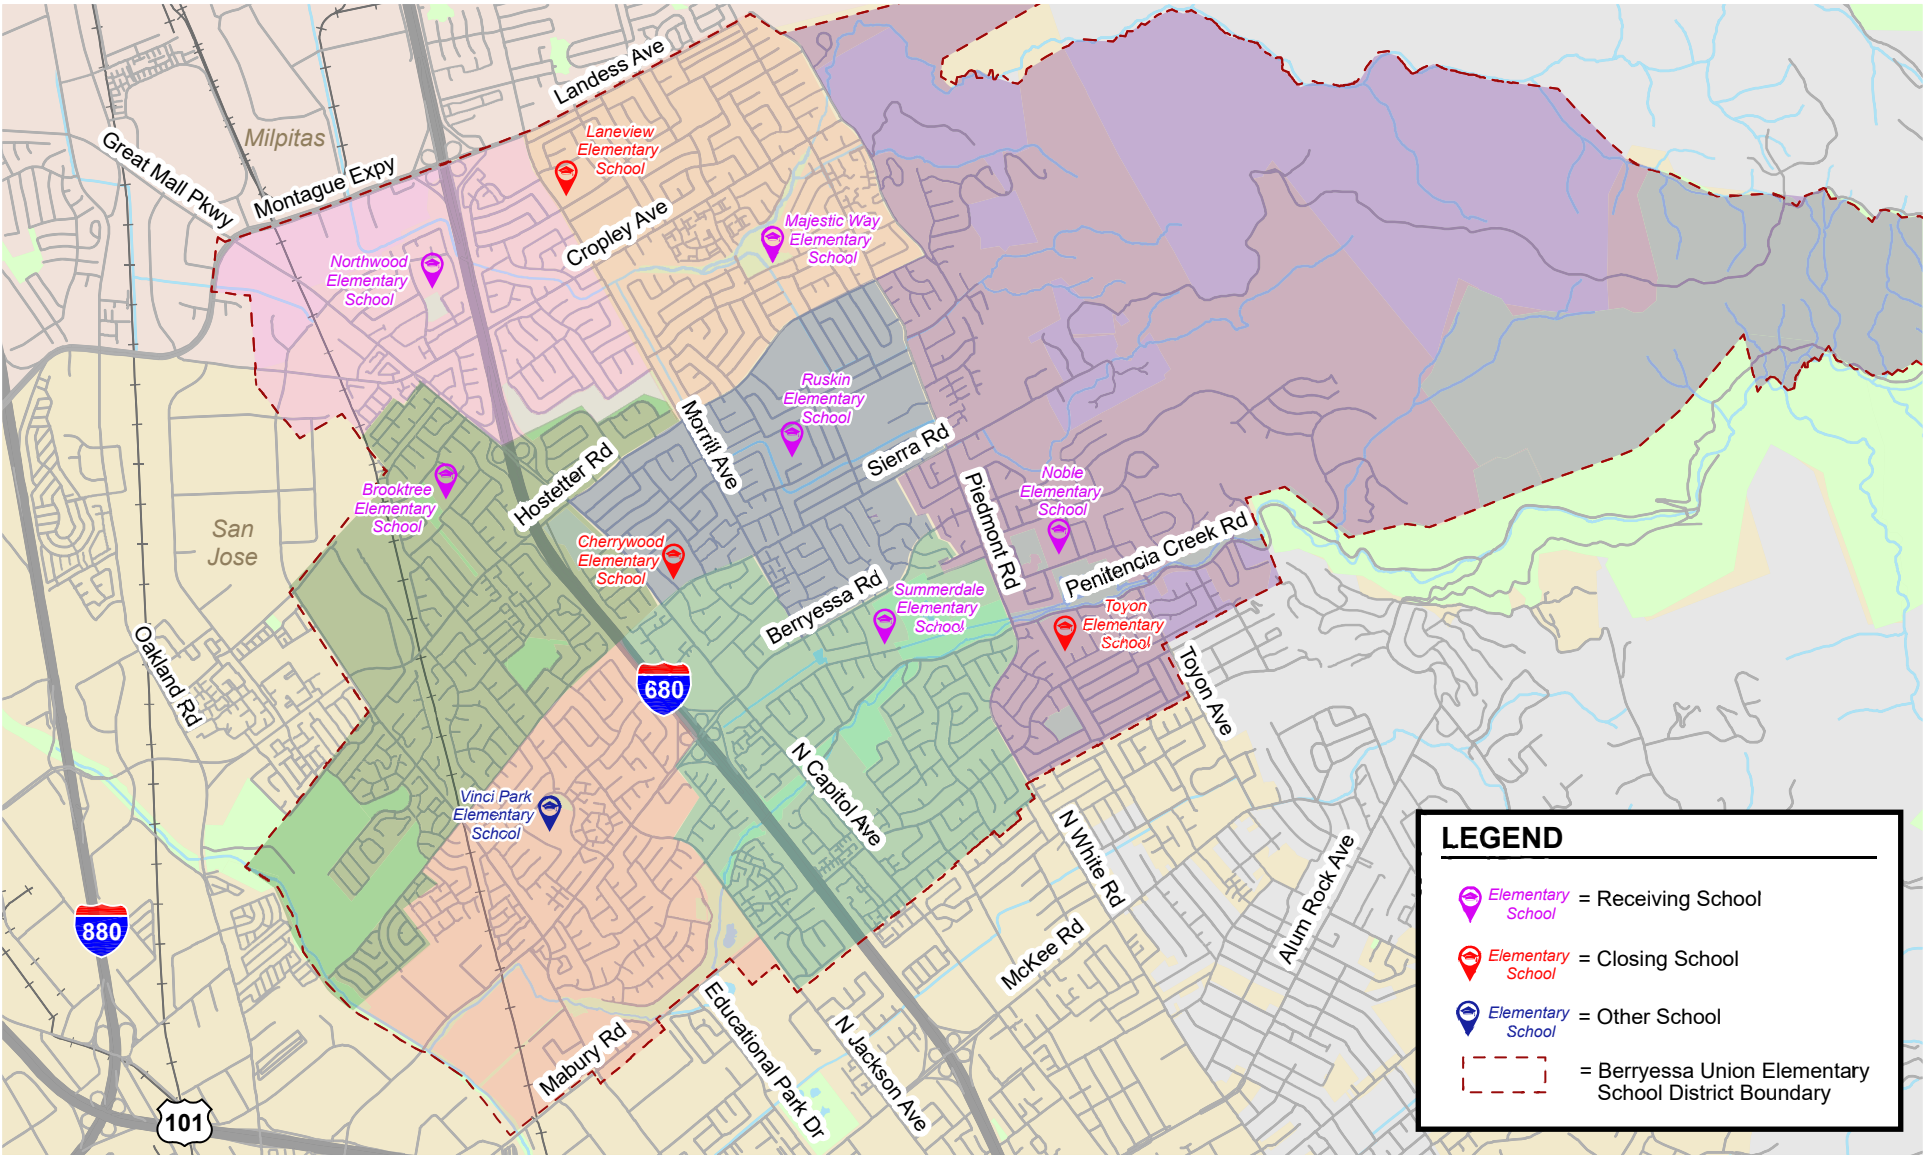 Landess Ave
Milpitas
Great Mall Pkwy
Montague Expy
Laneview
Elementary
School
Cropley Ave
Majestic Way
Elementary
School
Northwood
Elementary
School
Ruskin
Elementary
School
Morrill Ave
Sierra Rd
Brooktree
Elementary
School
Hostetter Rd
Noble
Elementary
School
Piedmont Rd
San
Jose
Cherrywood
Elementary
School
Penitencia Creek Rd
Berryessa Rd
Summerdale
Elementary
School
Toyon
Elementary
School
Oakland Rd
680
Toyon Ave
N Capitol Ave
Vinci Park
Elementary
School
N White Rd
Alum Rock Ave
880
McKee Rd
Educational Park Dr
N Jackson Ave
Mabury Rd
101
LEGEND
Elementary
School
= Receiving School
Elementary
School
= Closing School
Elementary
School
= Other School
= Berryessa Union Elementary
School District Boundary